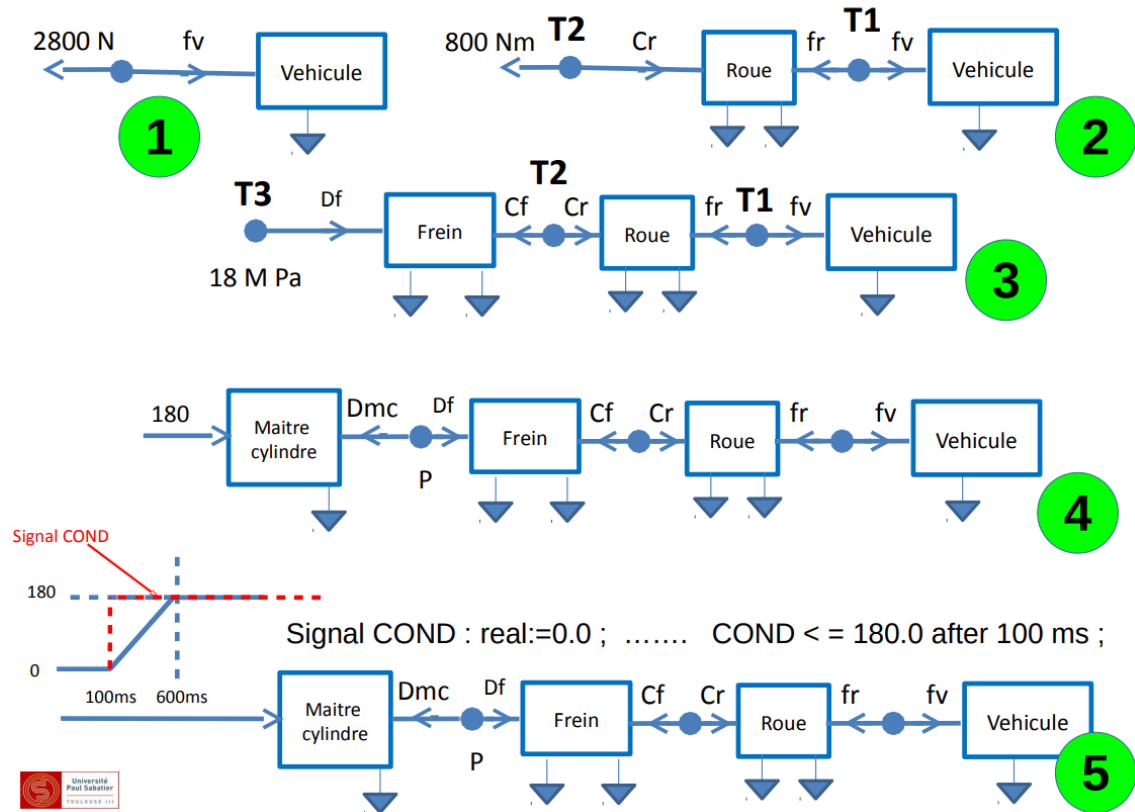 2800 N fv Vehicule
1
800 Nm T2 Cr Roue fr T1 fv Vehicule
2
T3 Df Frein T2 Cf Cr Roue fr T1 fv Vehicule
18 M Pa
3
180 Maitre cylindre Dmc Df P Frein Cf Cr Roue fr fv Vehicule
4
Signal COND
180
0
100ms 600ms
Signal COND : real:=0.0 ; ....... COND < = 180.0 after 100 ms ;
Maitre cylindre Dmc Df P Frein Cf Cr Roue fr fv Vehicule
5
Université
Paul Sabatier
TOULOUSE III